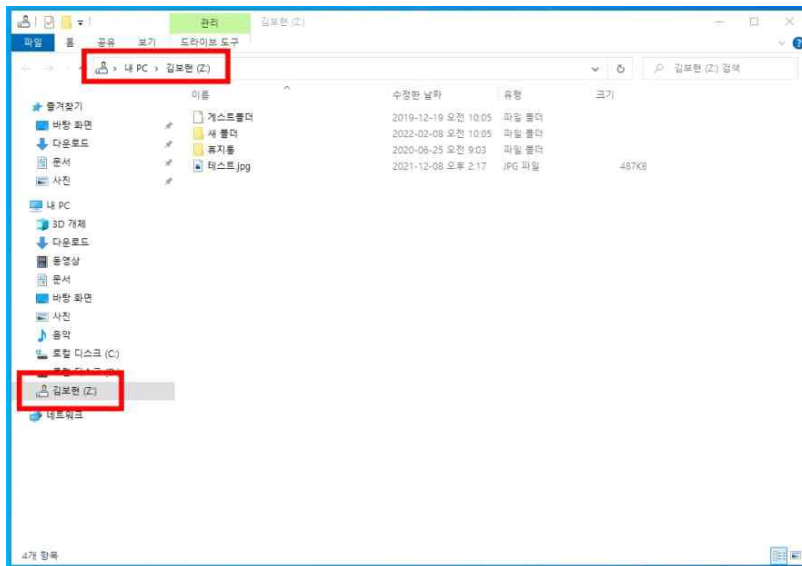 관리 김보현 (Z:)
파일 홈 공유 보기 드라이브 도구
내 PC › 김보현 (Z:)
김보현 (Z:) 검색
이름 수정한 날짜 유형 크기
게스트폴더 2019-12-19 오전 10:05 파일 폴더
새 폴더 2022-02-08 오전 10:05 파일 폴더
휴지통 2020-06-25 오전 9:03 파일 폴더
테스트.jpg 2021-12-08 오후 2:17 JPG 파일 487KB
즐겨찾기
바탕 화면
다운로드
문서
사진
내 PC
3D 개체
다운로드
동영상
문서
바탕 화면
사진
음악
로컬 디스크 (C:)
로컬 디스크
김보현 (Z:)
네트워크
4개 항목